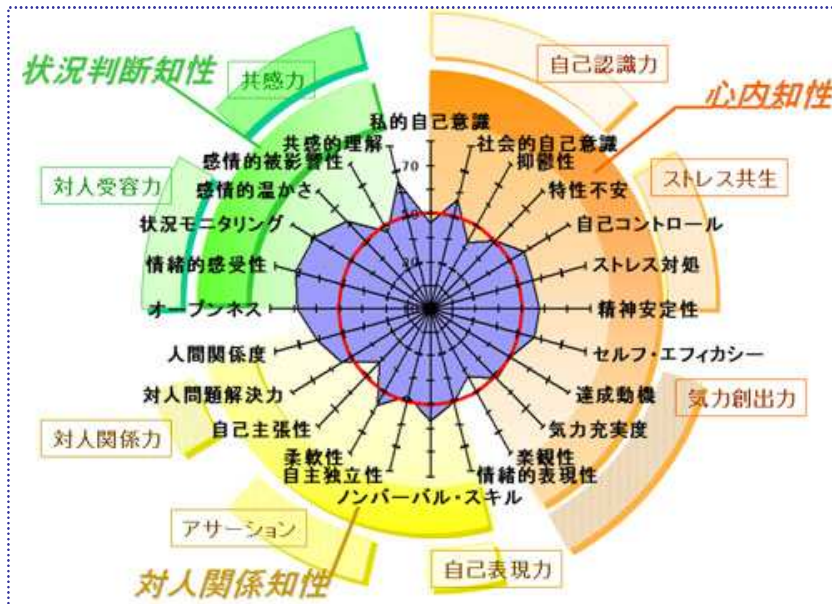 状況判断知性
共感力
自己認識力
心内知性
対人受容力
ストレス共生
私的自己意識
社会的自己意識
抑鬱性
特性不安
自己コントロール
ストレス対処
精神安定性
セルフ・エフィカシー
達成動機
気力充実度
楽観性
情緒的表現性
ノンバーバル・スキル
自主独立性
柔軟性
自己主張性
対人問題解決力
人間関係度
オープンネス
情緒的感受性
状況モニタリング
感情的温かさ
感情的被影響性
共感的理解
70
30
気力創出力
対人関係力
アサーション
対人関係知性
自己表現力